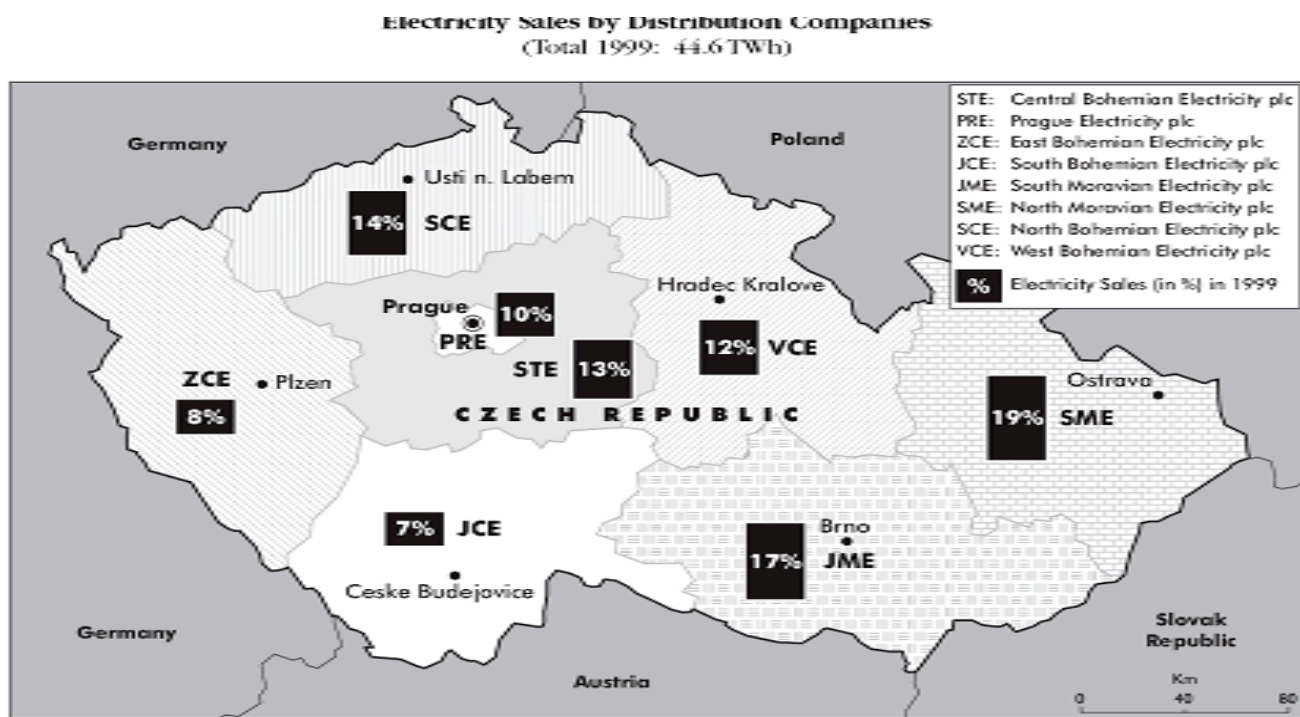 Electricity Sales by Distribution Companies
(Total 1999: 44.6 TWh)
STE: Central Bohemian Electricity plc
PRE: Prague Electricity plc
ZCE: East Bohemian Electricity plc
JCE: South Bohemian Electricity plc
JME: South Moravian Electricity plc
SME: North Moravian Electricity plc
SCE: North Bohemian Electricity plc
VCE: West Bohemian Electricity plc
% Electricity Sales (in %) in 1999
Germany
Poland
Usti n. Labem
14% SCE
Hradec Kralove
Prague
10%
PRE
12% VCE
STE 13%
ZCE
Plzen
8%
CZECH REPUBLIC
Ostrava
19% SME
7% JCE
Ceske Budejovice
Brno
17% JME
Germany
Austria
Slovak
Republic
Km
0 40 80